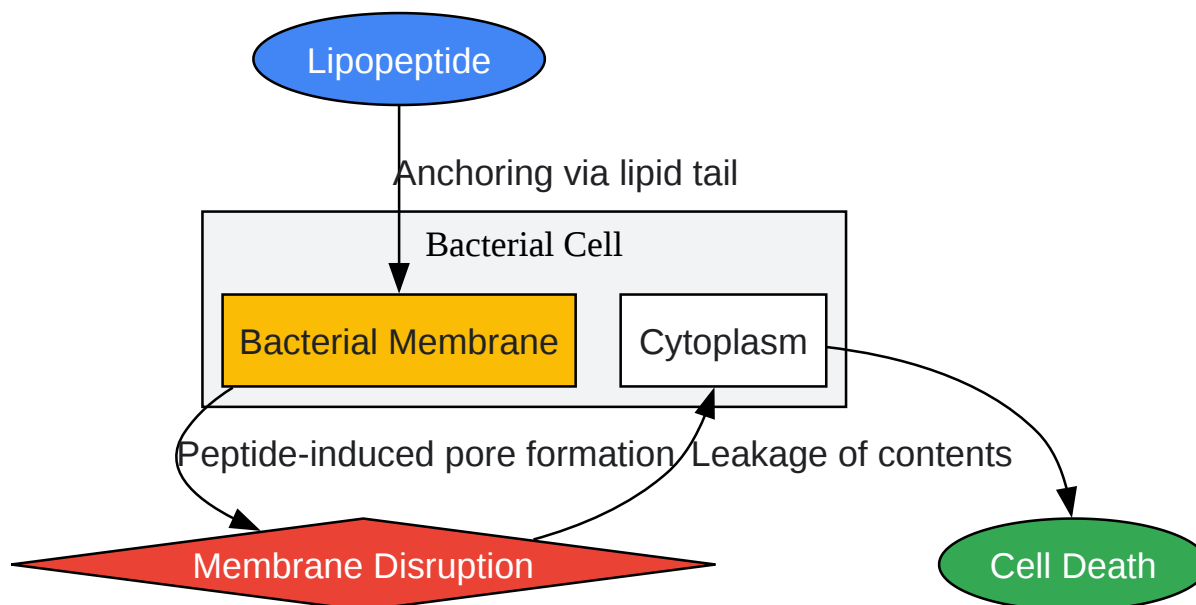 Lipopeptide
Anchoring via lipid tail
Bacterial Cell
Bacterial Membrane
Cytoplasm
Peptide-induced pore formation
Leakage of contents
Membrane Disruption
Cell Death